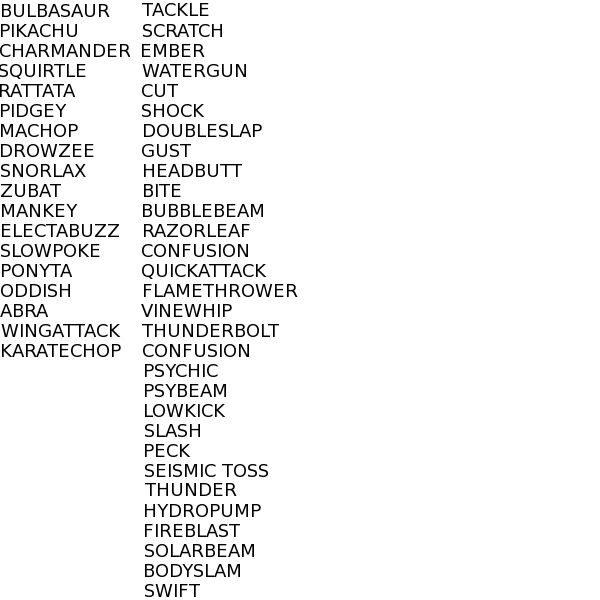 BULBASAUR TACKLE
PIKACHU SCRATCH
CHARMANDER EMBER
SQUIRTLE WATERGUN
RATTATA CUT
PIDGEY SHOCK
MACHOP DOUBLESLAP
DROWZEE GUST
SNORLAX HEADBUTT
ZUBAT BITE
MANKEY BUBBLEBEAM
ELECTABUZZ RAZORLEAF
SLOWPOKE CONFUSION
PONYTA QUICKATTACK
ODDISH FLAMETHROWER
ABRA VINEWHIP
WINGATTACK THUNDERBOLT
KARATECHOP CONFUSION
PSYCHIC
PSYBEAM
LOWKICK
SLASH
PECK
SEISMIC TOSS
THUNDER
HYDROPUMP
FIREBLAST
SOLARBEAM
BODYSLAM
SWIFT